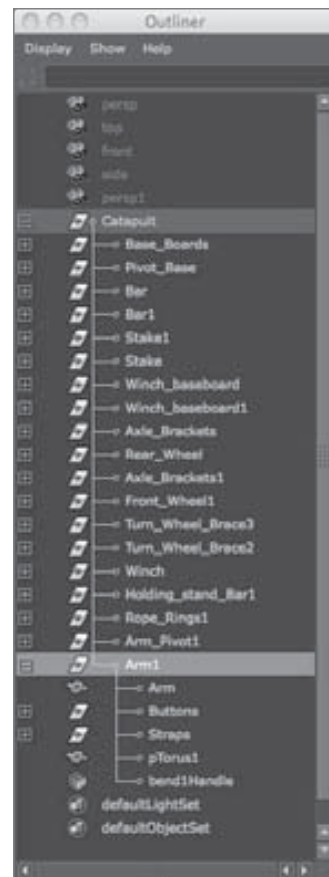 Outliner
Display Show Help
persp
top
front
side
persp1
Catapult
Base_Boards
Pivot_Base
Bar
Bar1
Stake1
Stake
Winch_baseboard
Winch_baseboard1
Axle_Brackets
Rear_Wheel
Axle_Brackets1
Front_Wheel1
Turn_Wheel_Brace3
Turn_Wheel_Brace2
Winch
Holding_stand_Bar1
Rope_Rings1
Arm_Pivot1
Arm1
Arm
Buttons
Straps
pTorus1
bend1Handle
defaultLightSet
defaultObjectSet